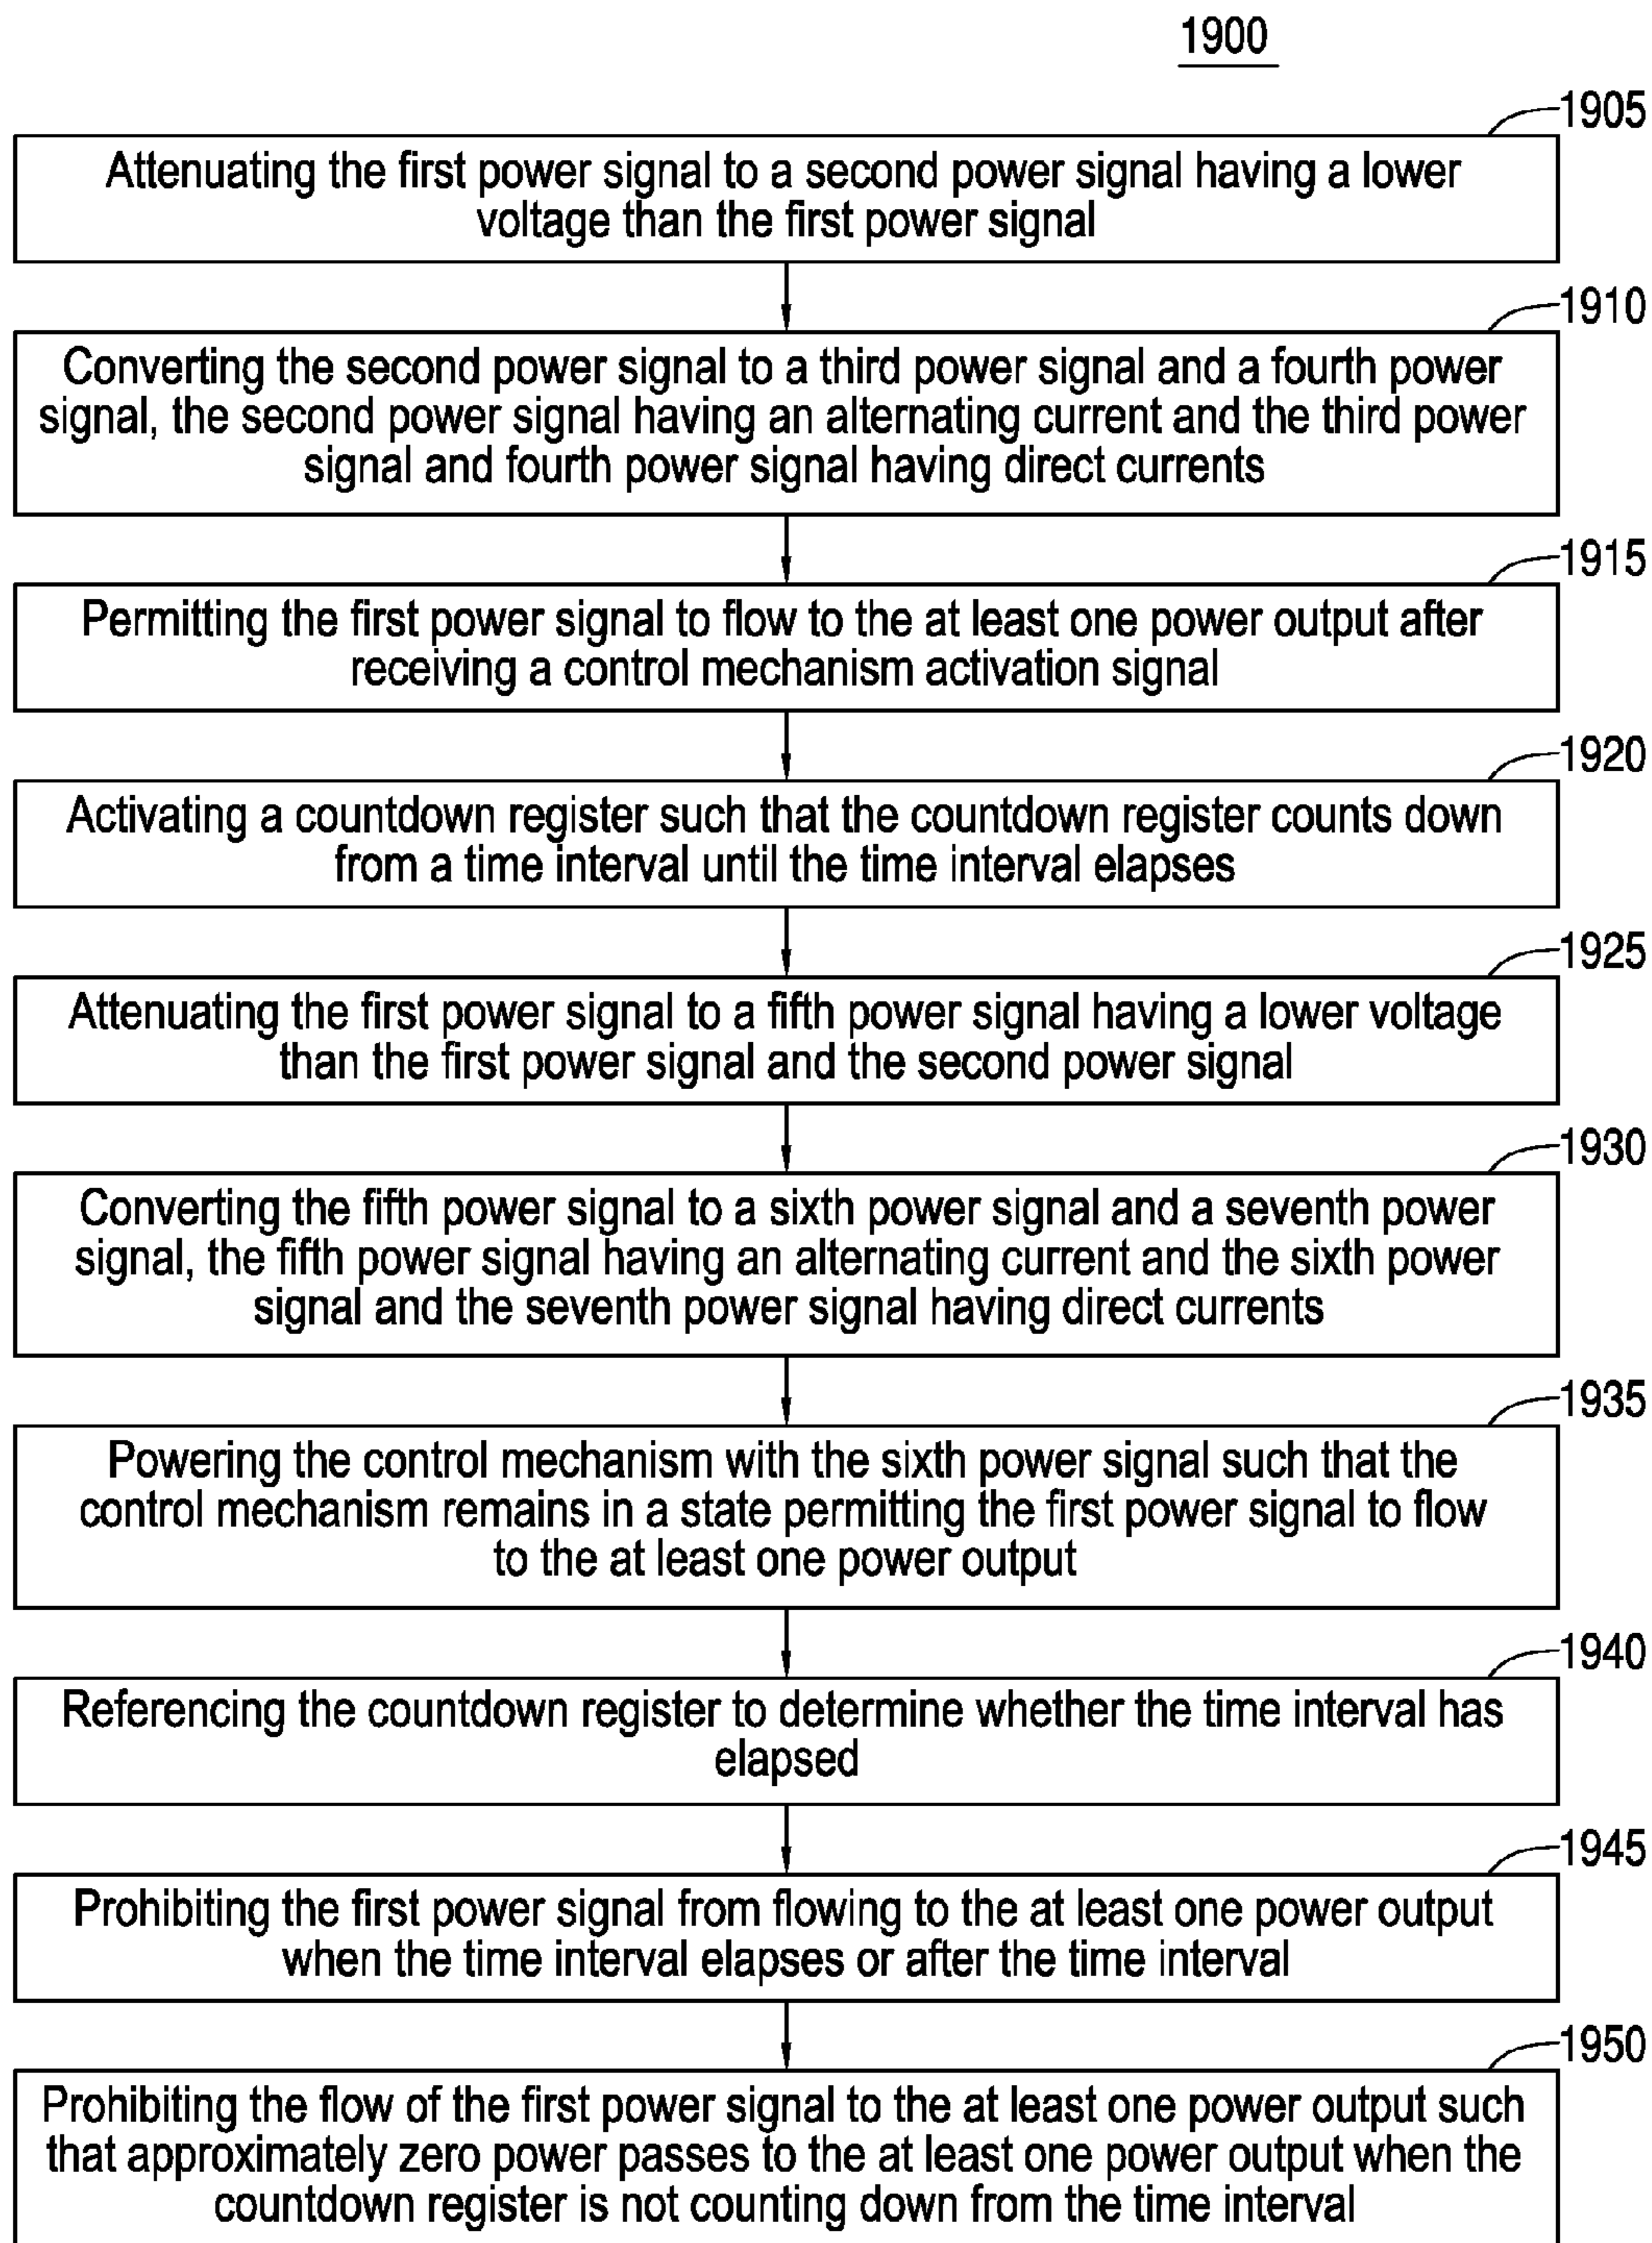 1900
1905
Attenuating the first power signal to a second power signal having a lower
voltage than the first power signal
1910
Converting the second power signal to a third power signal and a fourth power
signal, the second power signal having an alternating current and the third power
signal and fourth power signal having direct currents
1915
Permitting the first power signal to flow to the at least one power output after
receiving a control mechanism activation signal
1920
Activating a countdown register such that the countdown register counts down
from a time interval until the time interval elapses
1925
Attenuating the first power signal to a fifth power signal having a lower voltage
than the first power signal and the second power signal
1930
Converting the fifth power signal to a sixth power signal and a seventh power
signal, the fifth power signal having an alternating current and the sixth power
signal and the seventh power signal having direct currents
1935
Powering the control mechanism with the sixth power signal such that the
control mechanism remains in a state permitting the first power signal to flow
to the at least one power output
1940
Referencing the countdown register to determine whether the time interval has
elapsed
1945
Prohibiting the first power signal from flowing to the at least one power output
when the time interval elapses or after the time interval
1950
Prohibiting the flow of the first power signal to the at least one power output such
that approximately zero power passes to the at least one power output when the
countdown register is not counting down from the time interval